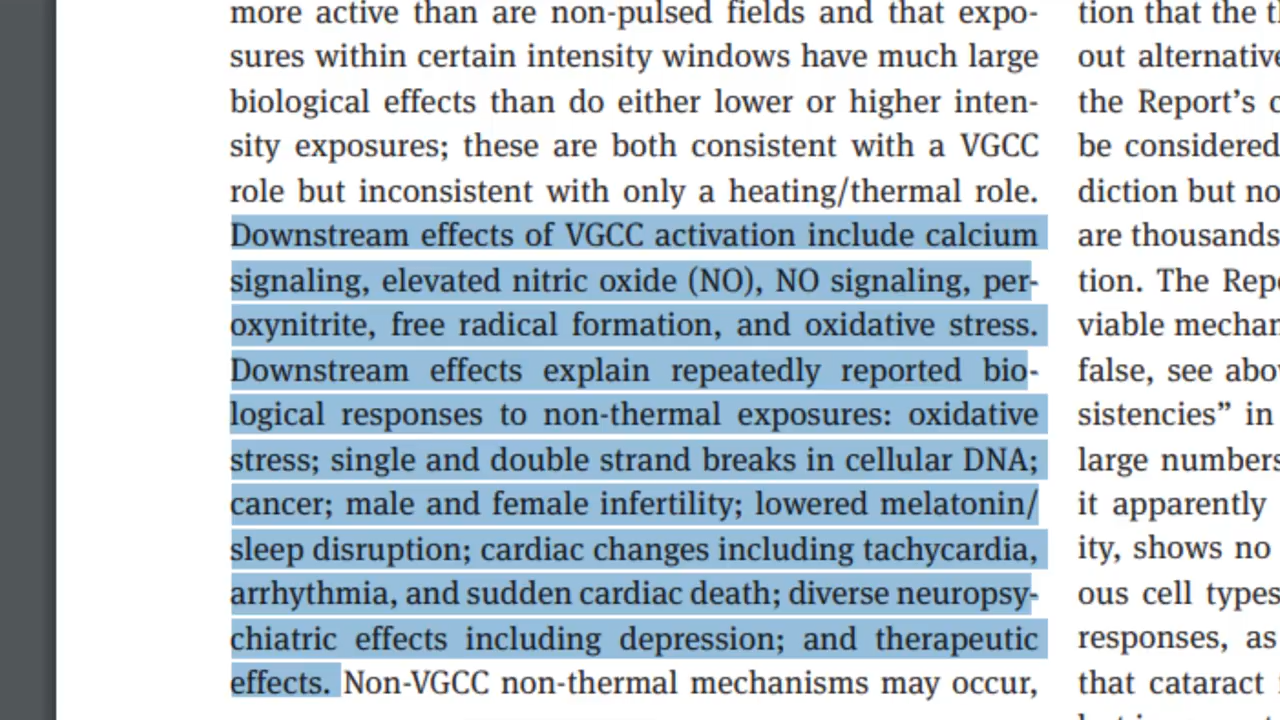 more active than are non-pulsed fields and that expo-
sures within certain intensity windows have much large
biological effects than do either lower or higher inten-
sity exposures; these are both consistent with a VGCC
role but inconsistent with only a heating/thermal role.
Downstream effects of VGCC activation include calcium
signaling, elevated nitric oxide (NO), NO signaling, per-
oxynitrite, free radical formation, and oxidative stress.
Downstream effects explain repeatedly reported bio-
logical responses to non-thermal exposures: oxidative
stress; single and double strand breaks in cellular DNA;
cancer; male and female infertility; lowered melatonin/
sleep disruption; cardiac changes including tachycardia,
arrhythmia, and sudden cardiac death; diverse neuropsy-
chiatric effects including depression; and therapeutic
effects. Non-VGCC non-thermal mechanisms may occur,
tion that the
out alternative
the Report's
be considered
diction but
are thousands
tion. The
viable
false, see
sistencies" in
large numbers
it apparently
ity, shows no
ous cell types
responses, as
that cataract